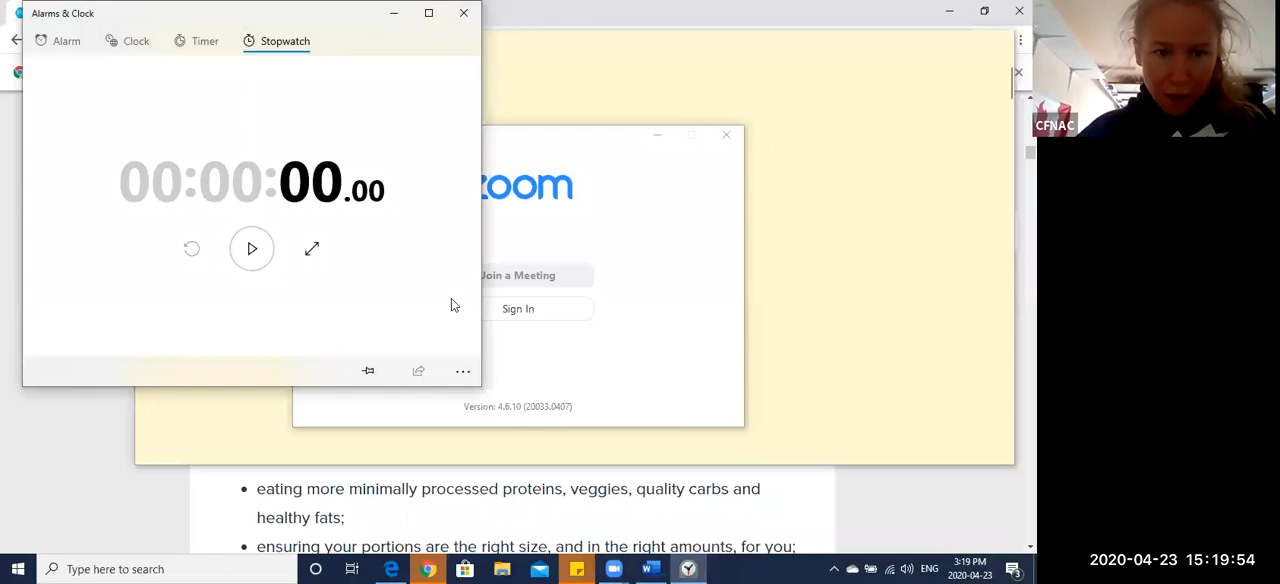 Alarms & Clock
Alarm
Clock
Timer
Stopwatch
00:00:00.00
zoom
Join a Meeting
Sign In
Version: 4.6.10 (20033.0407)
• eating more minimally processed proteins, veggies, quality carbs and
healthy fats;
• ensuring your portions are the right size, and in the right amounts, for you;
CFNAC
2020-04-23 15:19:54
Type here to search
ENG
3:19 PM
2020-04-23
3